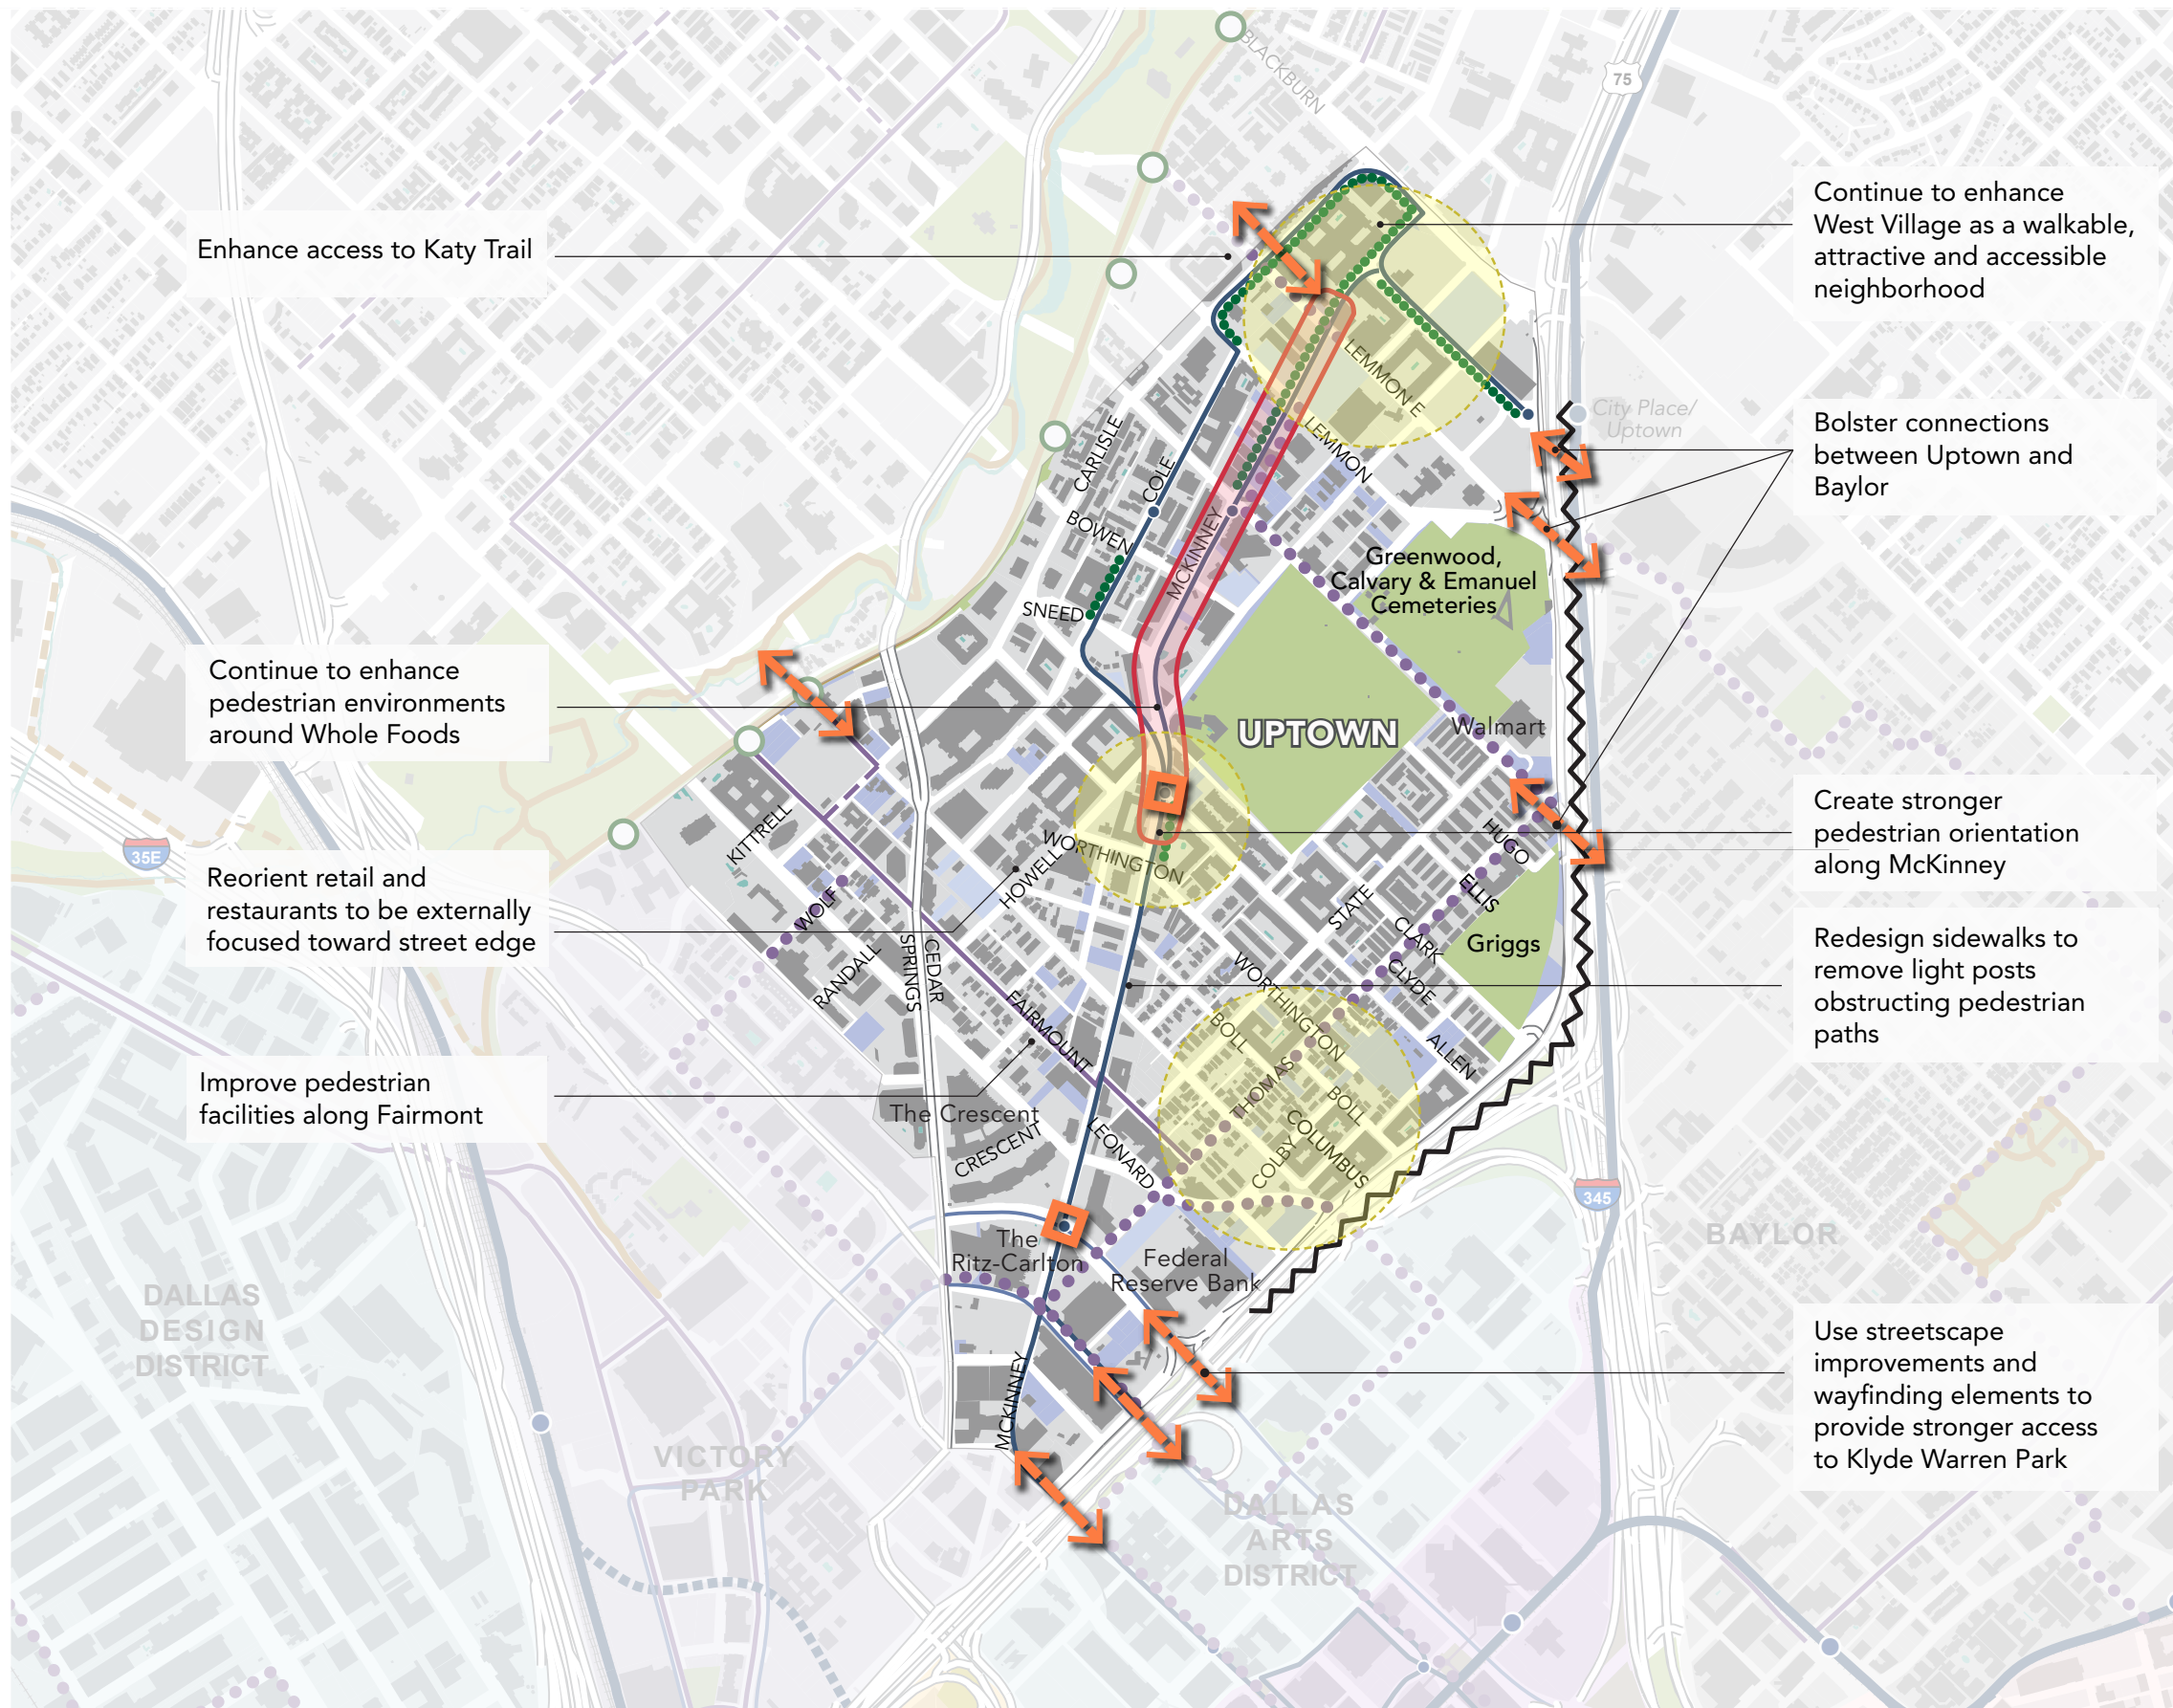 BLACKBURN
75
Continue to enhance
West Village as a walkable,
attractive and accessible
neighborhood
Enhance access to Katy Trail
LEMMON E
City Place/
Uptown
Bolster connections
between Uptown and
Baylor
CARLISLE
COLE
LEMMON
BOWEN
MCKINNEY
Greenwood,
Calvary & Emanuel
Cemeteries
SNEED
Continue to enhance
pedestrian environments
around Whole Foods
UPTOWN
Walmart
Create stronger
pedestrian orientation
along McKinney
KITTRELL
HUGO
35E
WORTHINGTON
HOWELL
Reorient retail and
restaurants to be externally
focused toward street edge
WOLF
STATE
ELLIS
CLARK
Griggs
Redesign sidewalks to
remove light posts
obstructing pedestrian
paths
RANDALL
CEDAR
SPRINGS
CLYDE
WORTHINGTON
FAIRMOUNT
BOLL
ALLEN
Improve pedestrian
facilities along Fairmont
The Crescent
CRESCENT
LEONARD
THOMAS
BOLL
COLUMBUS
COLBY
345
BAYLOR
The
Ritz-Carlton
Federal
Reserve Bank
DALLAS
DESIGN
DISTRICT
Use streetscape
improvements and
wayfinding elements to
provide stronger access
to Klyde Warren Park
MCKINNEY
VICTORY
PARK
DALLAS
ARTS
DISTRICT